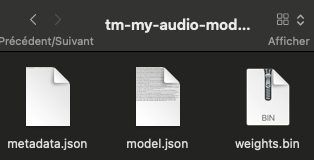 tm-my-audio-mod...
Précédent/Suivant
Afficher
BIN
metadata.json
model.json
weights.bin